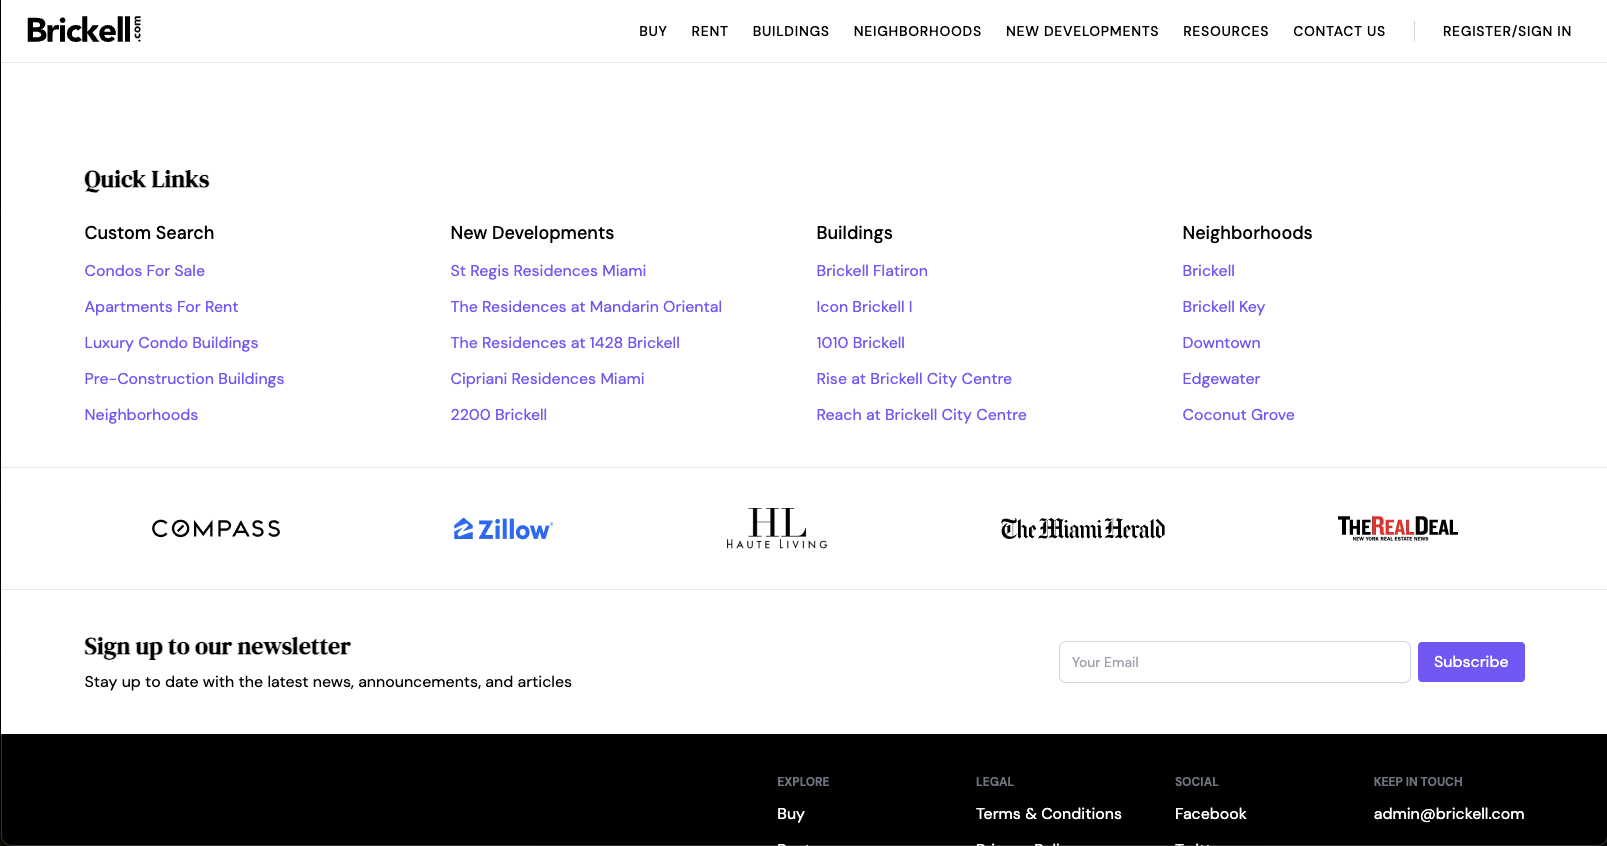 Brickell.com
BUY RENT BUILDINGS NEIGHBORHOODS NEW DEVELOPMENTS RESOURCES CONTACT US REGISTER/SIGN IN
Quick Links
Custom Search
Condos For Sale
Apartments For Rent
Luxury Condo Buildings
Pre-Construction Buildings
Neighborhoods
New Developments
St Regis Residences Miami
The Residences at Mandarin Oriental
The Residences at 1428 Brickell
Cipriani Residences Miami
2200 Brickell
Buildings
Brickell Flatiron
Icon Brickell I
1010 Brickell
Rise at Brickell City Centre
Reach at Brickell City Centre
Neighborhoods
Brickell
Brickell Key
Downtown
Edgewater
Coconut Grove
COMPASS
Zillow®
HL
HAUTE LIVING
The Miami Herald
THEREALDEAL
NEW YORK REAL ESTATE NEWS
Sign up to our newsletter
Stay up to date with the latest news, announcements, and articles
Your Email
Subscribe
EXPLORE
Buy
LEGAL
Terms & Conditions
SOCIAL
Facebook
KEEP IN TOUCH
admin@brickell.com